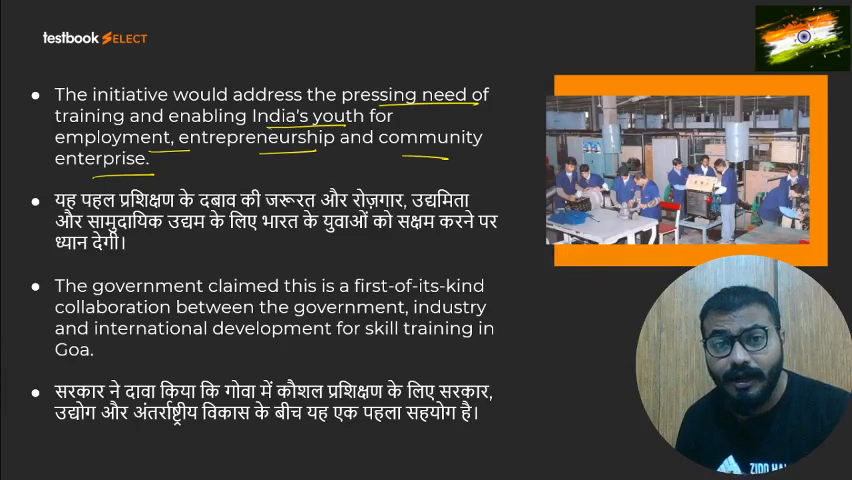 testbook SELECT
The initiative would address the pressing need of
training and enabling India's youth for
employment, entrepreneurship and community
enterprise.
यह पहल प्रशिक्षण के दबाव की जरूरत और रोज़गार, उद्यमिता
और सामुदायिक उद्यम के लिए भारत के युवाओं को सक्षम करने पर
ध्यान देगी।
The government claimed this is a first-of-its-kind
collaboration between the government, industry
and international development for skill training in
Goa.
सरकार ने दावा किया कि गोवा में कौशल प्रशिक्षण के लिए सरकार,
उद्योग और अंतर्राष्ट्रीय विकास के बीच यह एक पहला सहयोग है।